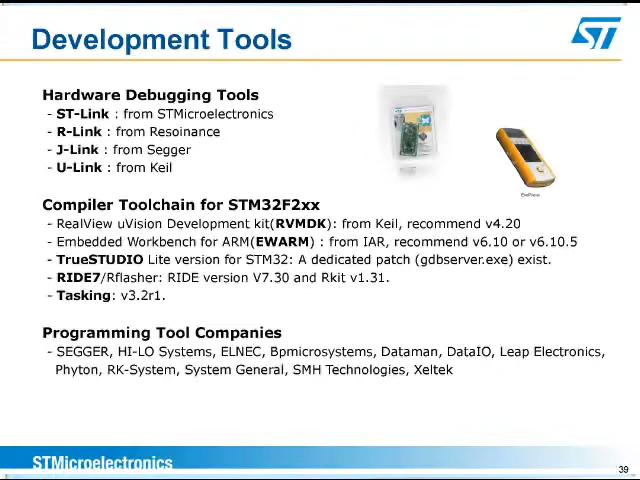 Development Tools
ST
Hardware Debugging Tools
- ST-Link : from STMicroelectronics
- R-Link : from Resoinance
- J-Link : from Segger
- U-Link : from Keil
Compiler Toolchain for STM32F2xx
- RealView uVision Development kit(RVMDK): from Keil, recommend v4.20
- Embedded Workbench for ARM(EWARM) : from IAR, recommend v6.10 or v6.10.5
- TrueSTUDIO Lite version for STM32: A dedicated patch (gdbserver.exe) exist.
- RIDE7/Rflasher: RIDE version V7.30 and Rkit v1.31.
- Tasking: v3.2r1.
Programming Tool Companies
- SEGGER, HI-LO Systems, ELNEC, Bpmicrosystems, Dataman, DataIO, Leap Electronics,
Phyton, RK-System, System General, SMH Technologies, Xeltek
STMicroelectronics
39